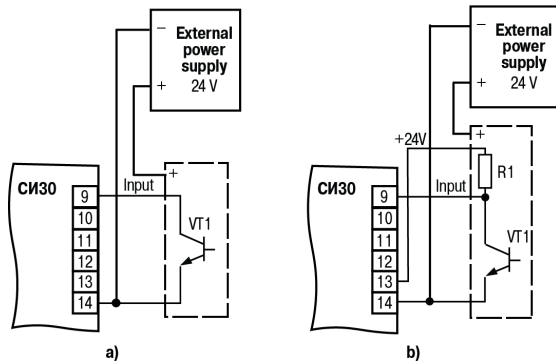 −
External
power
supply
24 V
+
+
СИ30
Input
9
10
11
12
13
14
VT1
a)
−
External
power
supply
24 V
+
+
+24V
R1
СИ30
Input
9
10
11
12
13
14
VT1
b)